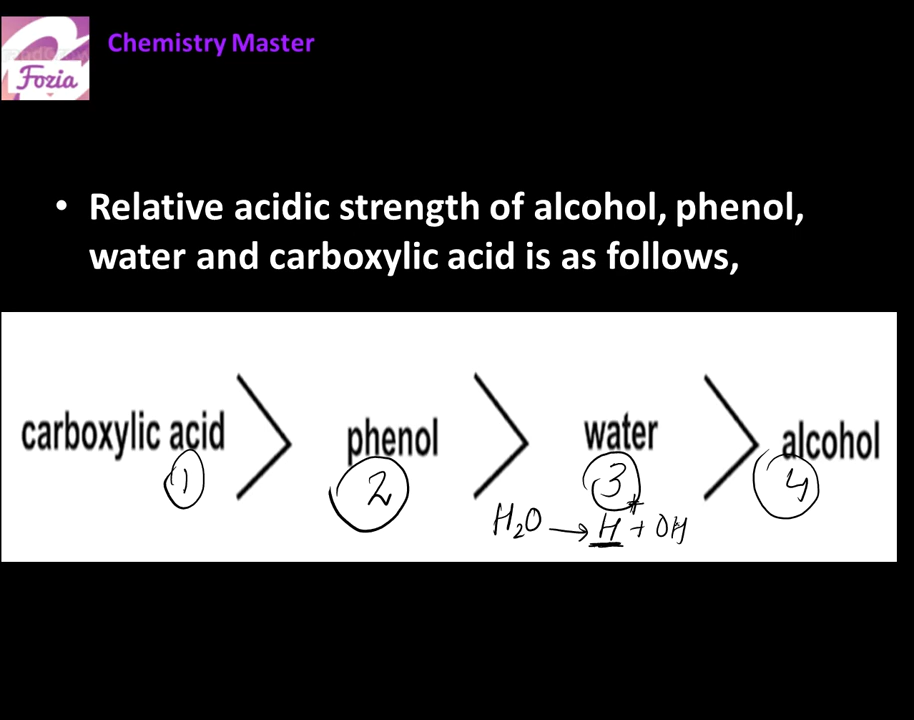 Chemistry Master
Fozia
• Relative acidic strength of alcohol, phenol,
water and carboxylic acid is as follows,
carboxylic acid > phenol > water > alcohol
1 2 3 4
H₂O → H⁺ + OH